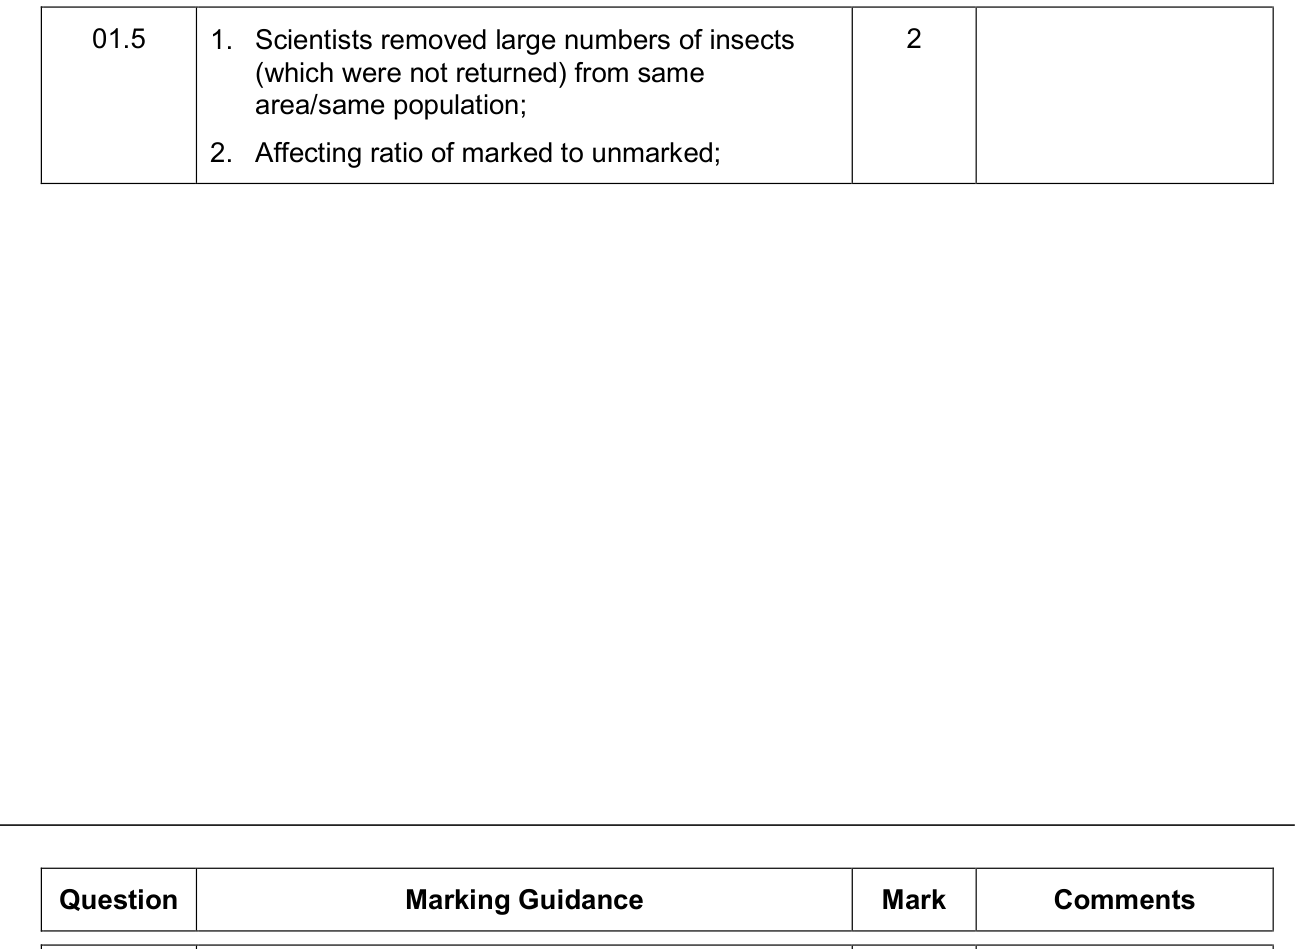 01.5
1. Scientists removed large numbers of insects
(which were not returned) from same
area/same population;
2. Affecting ratio of marked to unmarked;
2
Question Marking Guidance Mark Comments